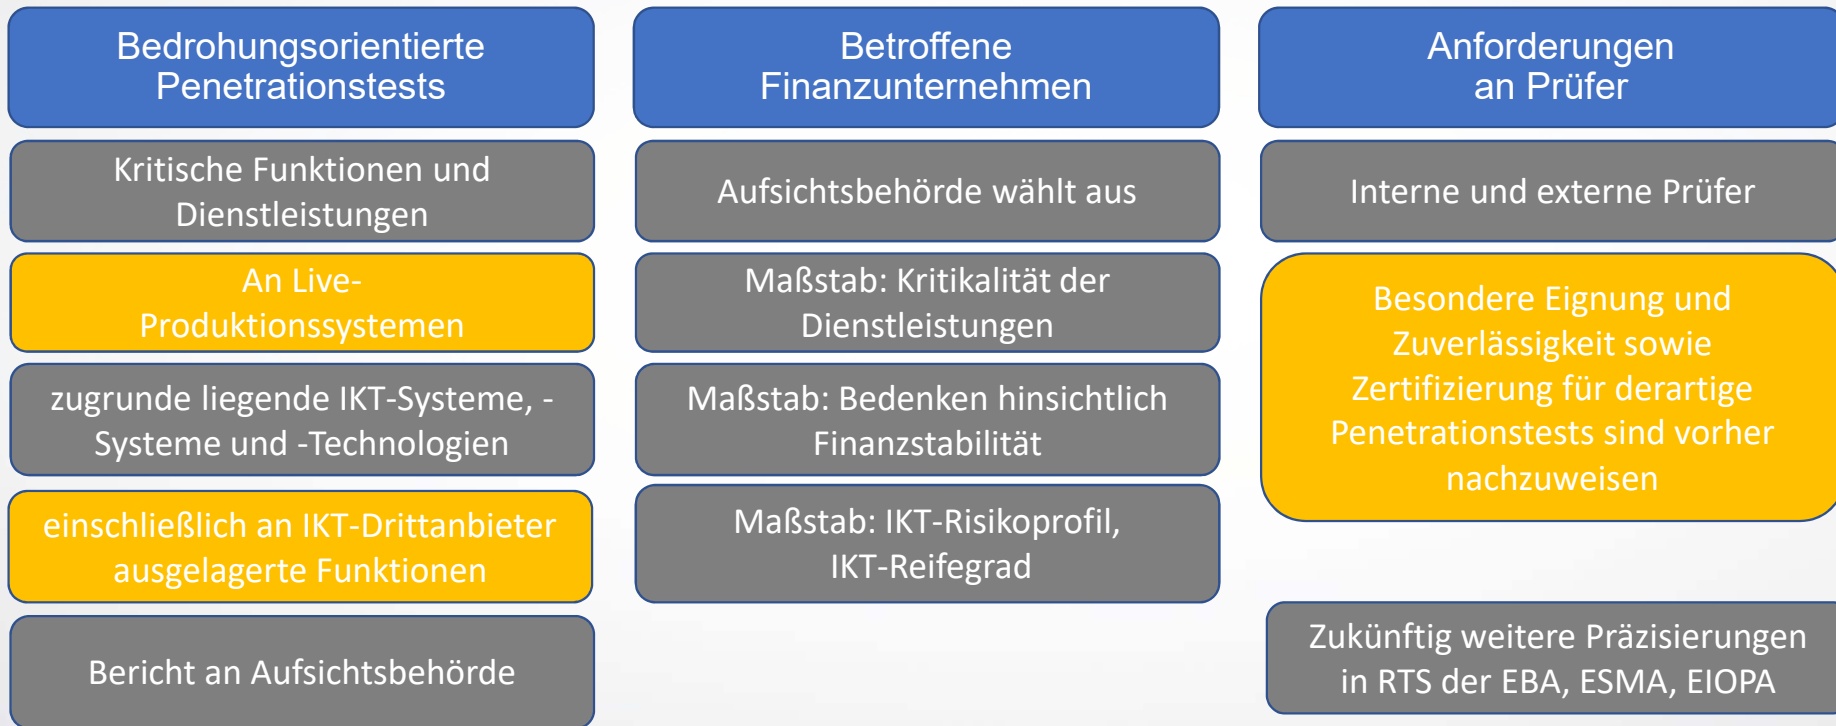 Bedrohungsorientierte
Penetrationstests
Kritische Funktionen und
Dienstleistungen
An Live-
Produktionssystemen
zugrunde liegende IKT-Systeme, -
Systeme und -Technologien
einschließlich an IKT-Drittanbieter
ausgelagerte Funktionen
Bericht an Aufsichtsbehörde
Betroffene
Finanzunternehmen
Aufsichtsbehörde wählt aus
Maßstab: Kritikalität der
Dienstleistungen
Maßstab: Bedenken hinsichtlich
Finanzstabilität
Maßstab: IKT-Risikoprofil,
IKT-Reifegrad
Anforderungen
an Prüfer
Interne und externe Prüfer
Besondere Eignung und
Zuverlässigkeit sowie
Zertifizierung für derartige
Penetrationstests sind vorher
nachzuweisen
Zukünftig weitere Präzisierungen
in RTS der EBA, ESMA, EIOPA